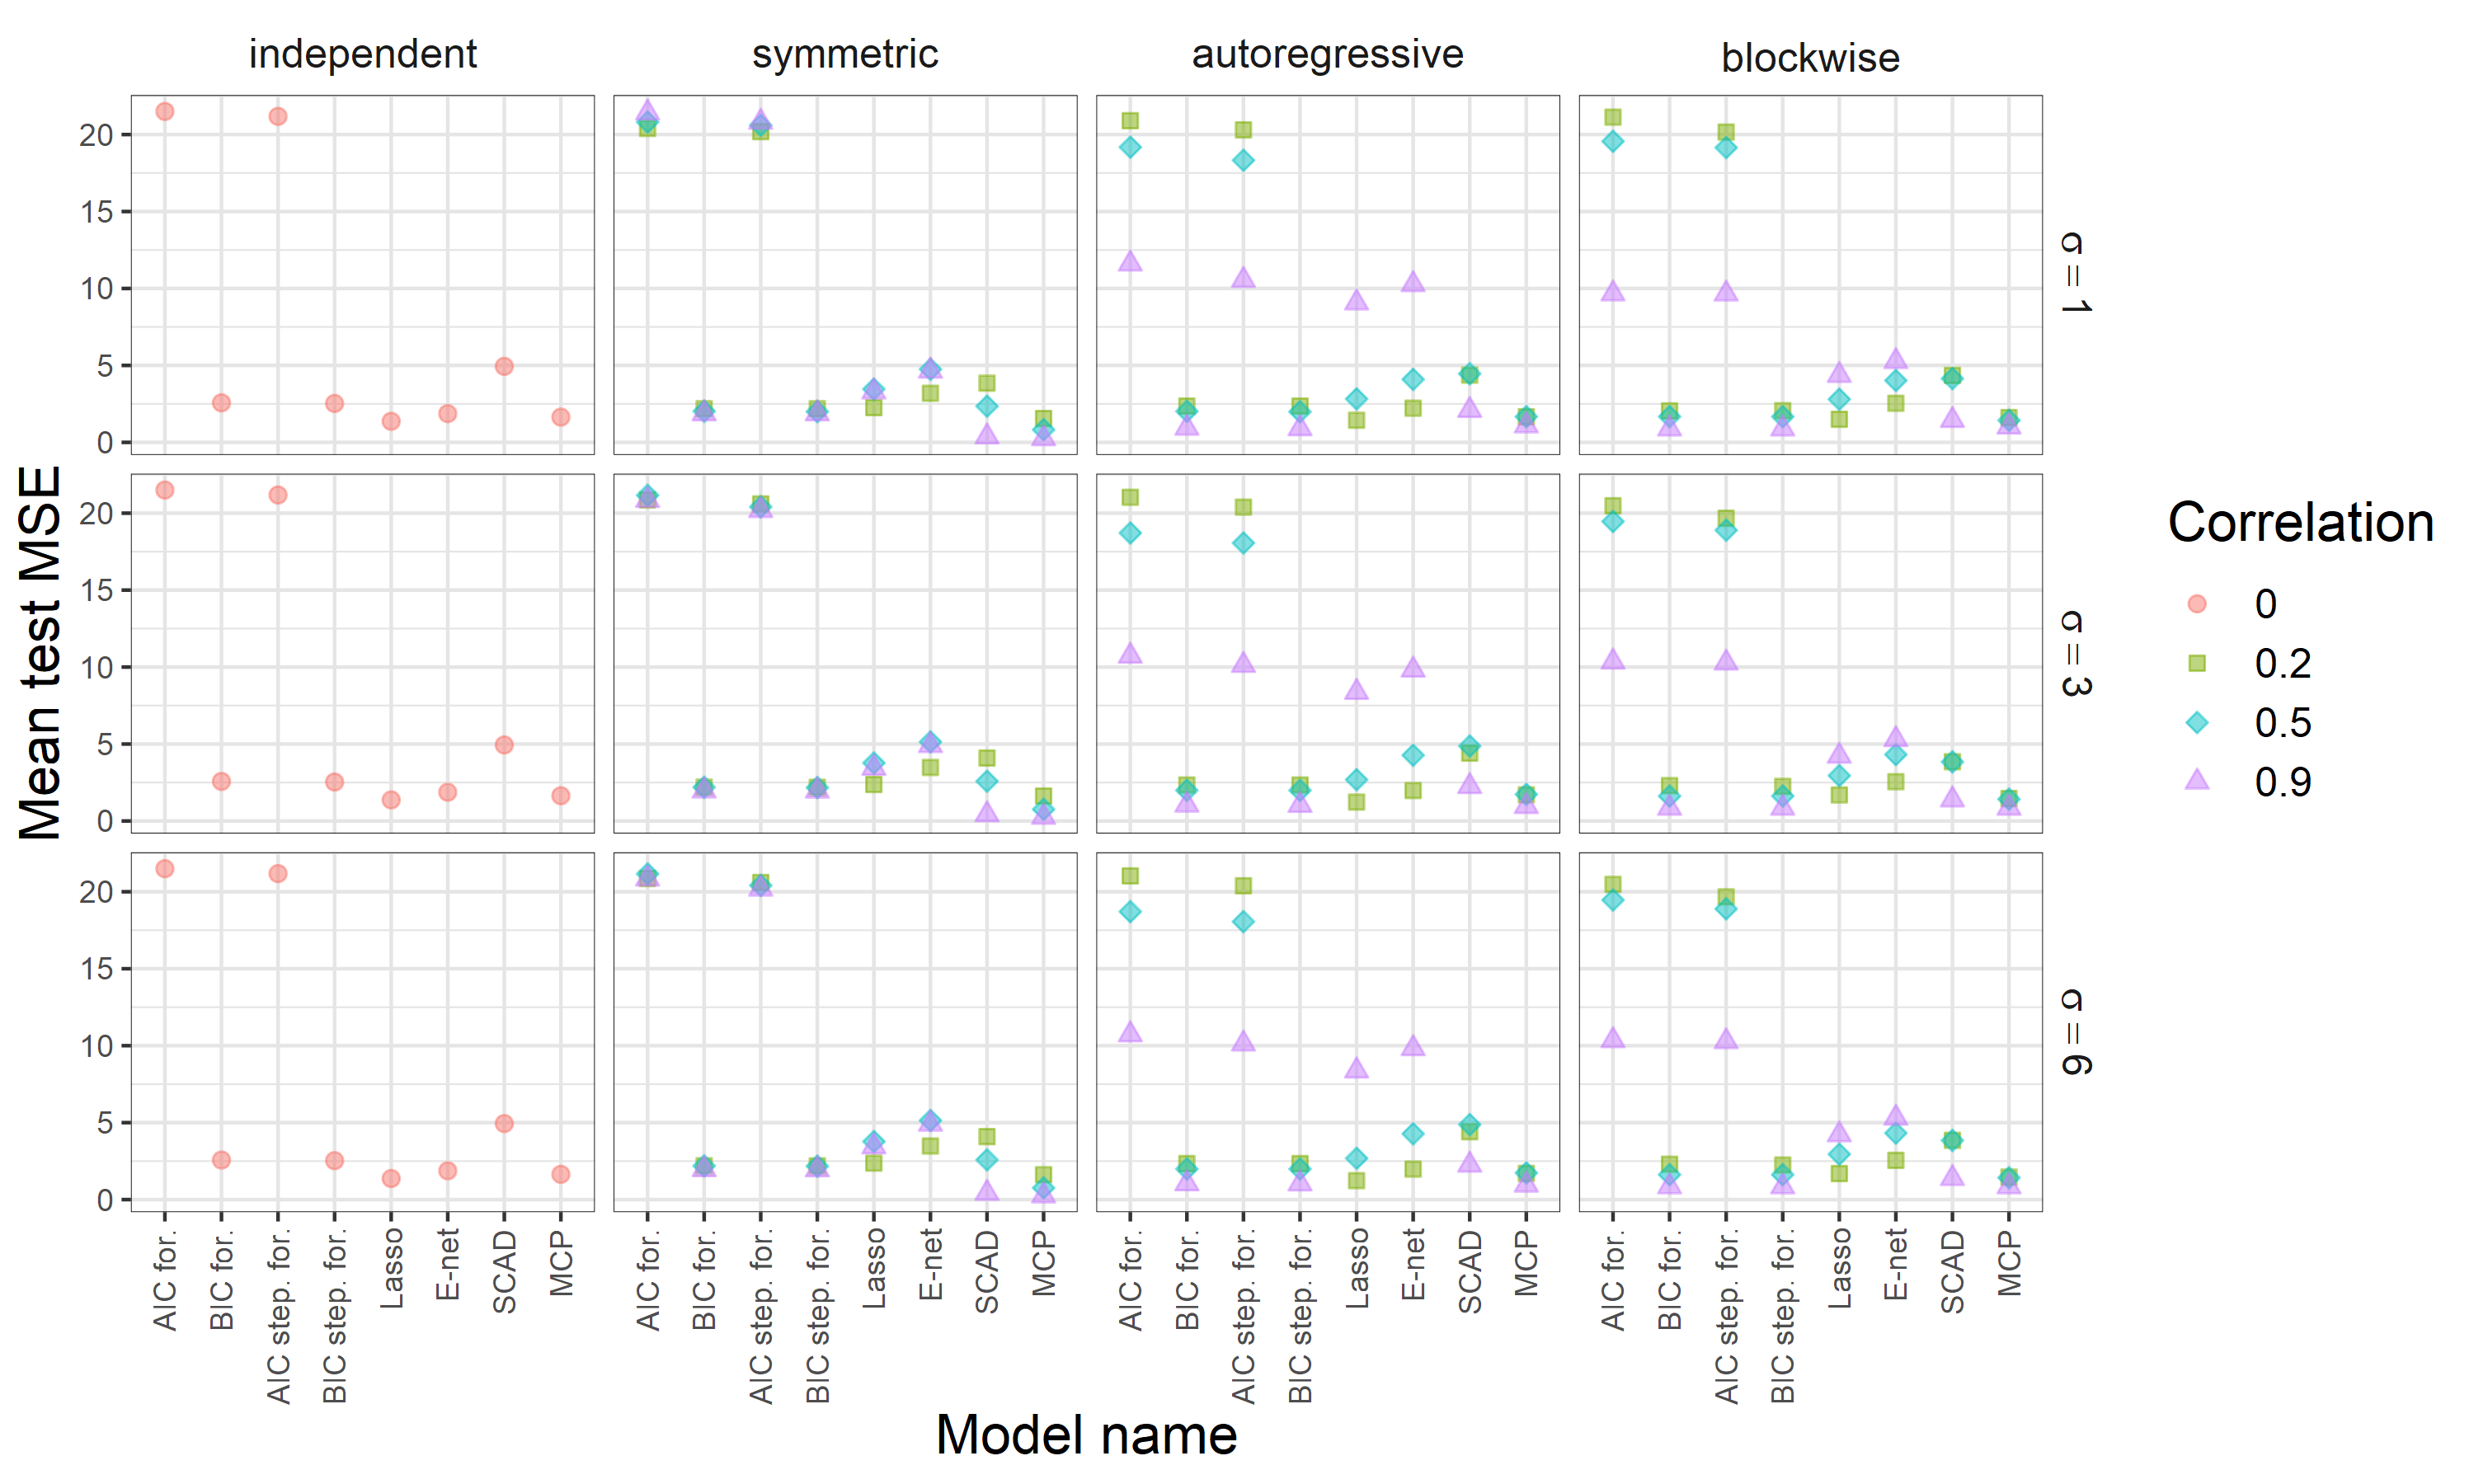 independent
symmetric
autoregressive
blockwise
20
15
10
5
0
σ = 1
20
15
10
5
0
σ = 3
20
15
10
5
0
σ = 6
Mean test MSE
AIC for.
BIC for.
AIC step. for.
BIC step. for.
Lasso
E-net
SCAD
MCP
AIC for.
BIC for.
AIC step. for.
BIC step. for.
Lasso
E-net
SCAD
MCP
AIC for.
BIC for.
AIC step. for.
BIC step. for.
Lasso
E-net
SCAD
MCP
AIC for.
BIC for.
AIC step. for.
BIC step. for.
Lasso
E-net
SCAD
MCP
Model name
Correlation
0
0.2
0.5
0.9